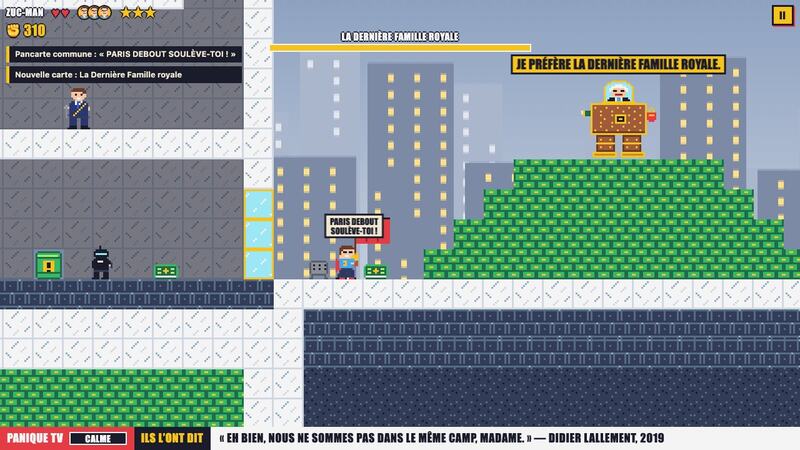 ZUC-MAN
310
Pancarte commune : « PARIS DEBOUT SOULÈVE-TOI ! »
Nouvelle carte : La Dernière Famille royale
LA DERNIÈRE FAMILLE ROYALE
JE PRÉFÈRE LA DERNIÈRE FAMILLE ROYALE.
PARIS DEBOUT
SOULÈVE-TOI !
!
PANIQUE TV CALME ILS L'ONT DIT « EH BIEN, NOUS NE SOMMES PAS DANS LE MÊME CAMP, MADAME. » — DIDIER LALLEMENT, 2019